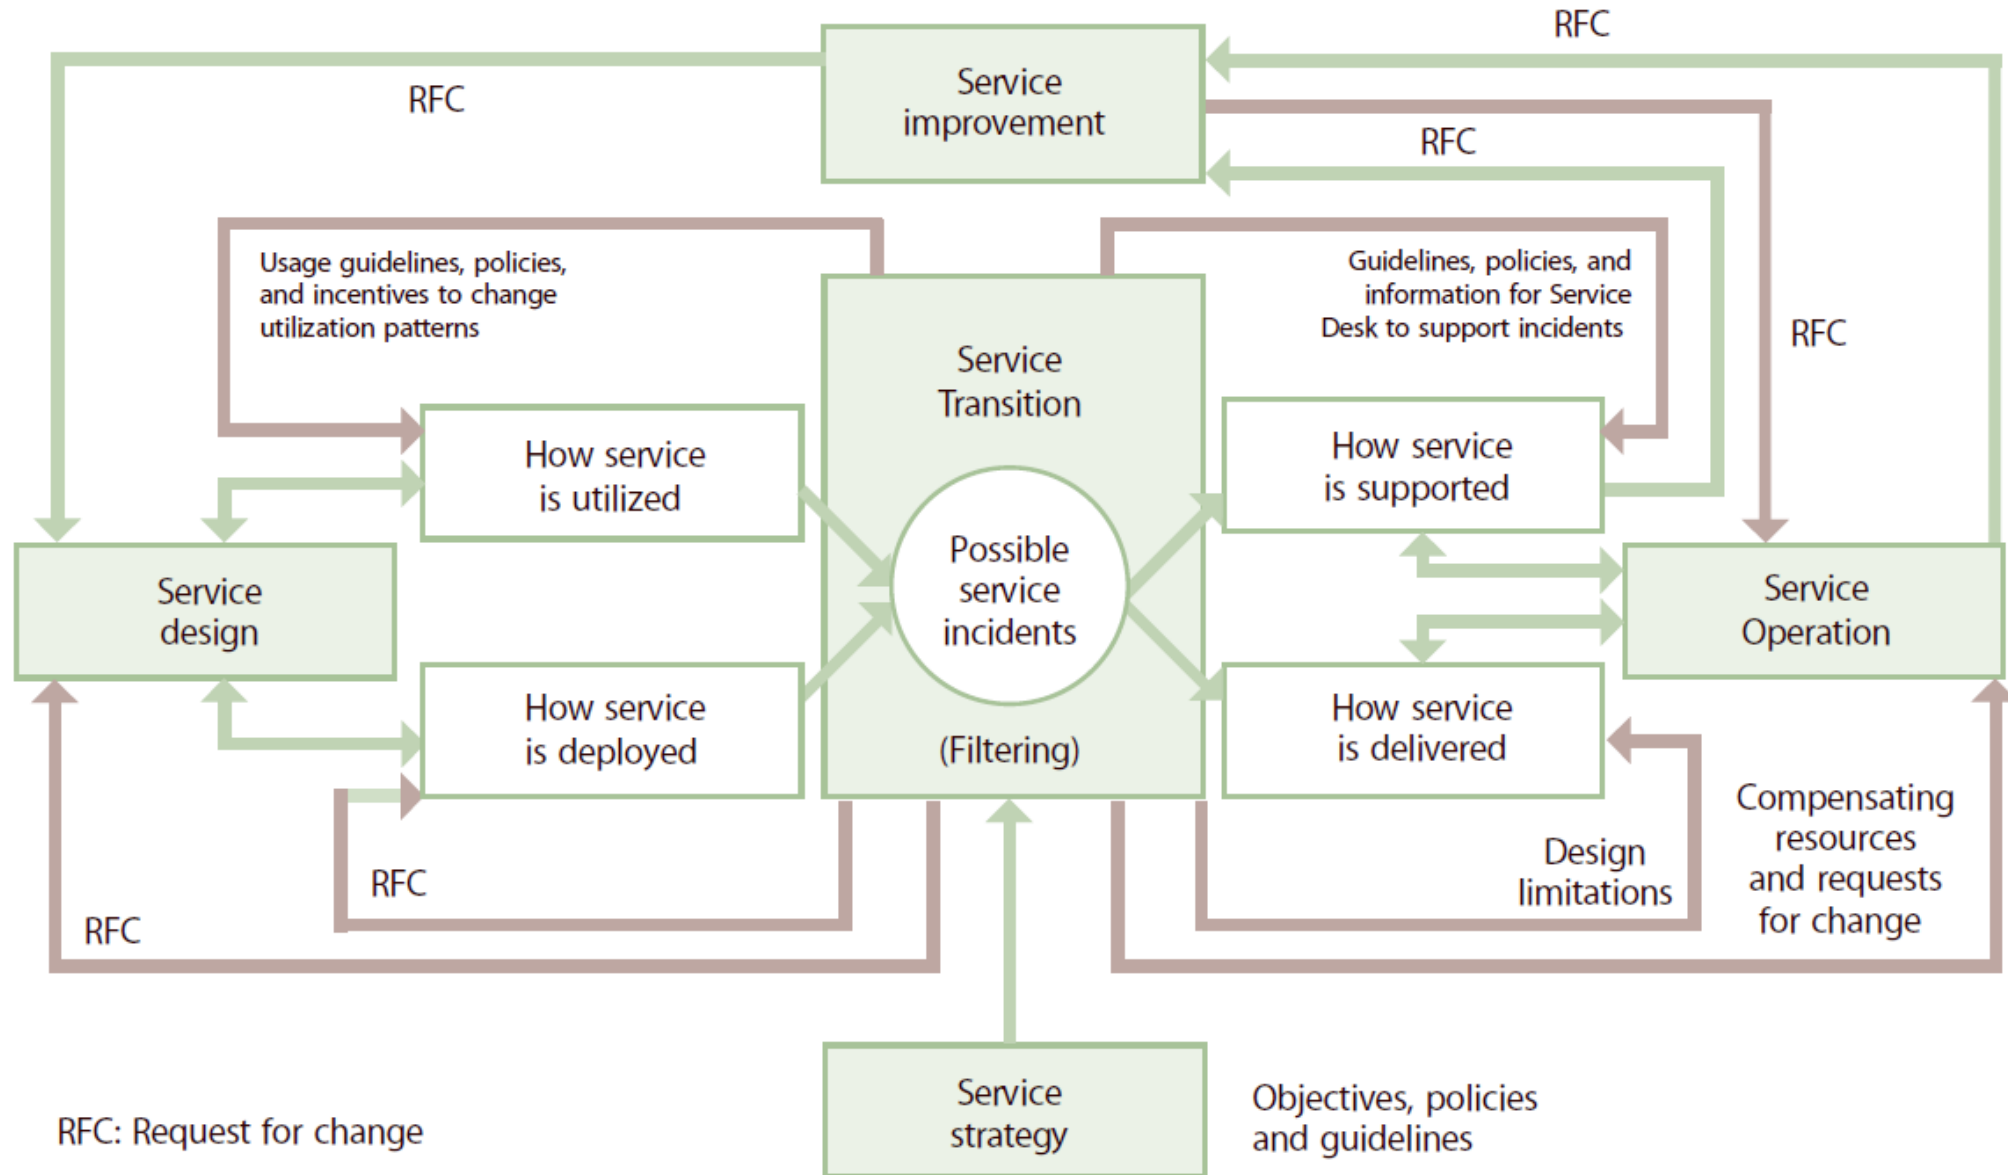 RFC
Service
improvement
RFC
RFC
Usage guidelines, policies,
and incentives to change
utilization patterns
Guidelines, policies, and
information for Service
Desk to support incidents
RFC
Service
Transition
How service
is utilized
How service
is supported
Possible
service
incidents
Service
design
Service
Operation
How service
is deployed
(Filtering)
How service
is delivered
Compensating
resources
and requests
for change
Design
limitations
RFC
RFC
Service
strategy
Objectives, policies
and guidelines
RFC: Request for change